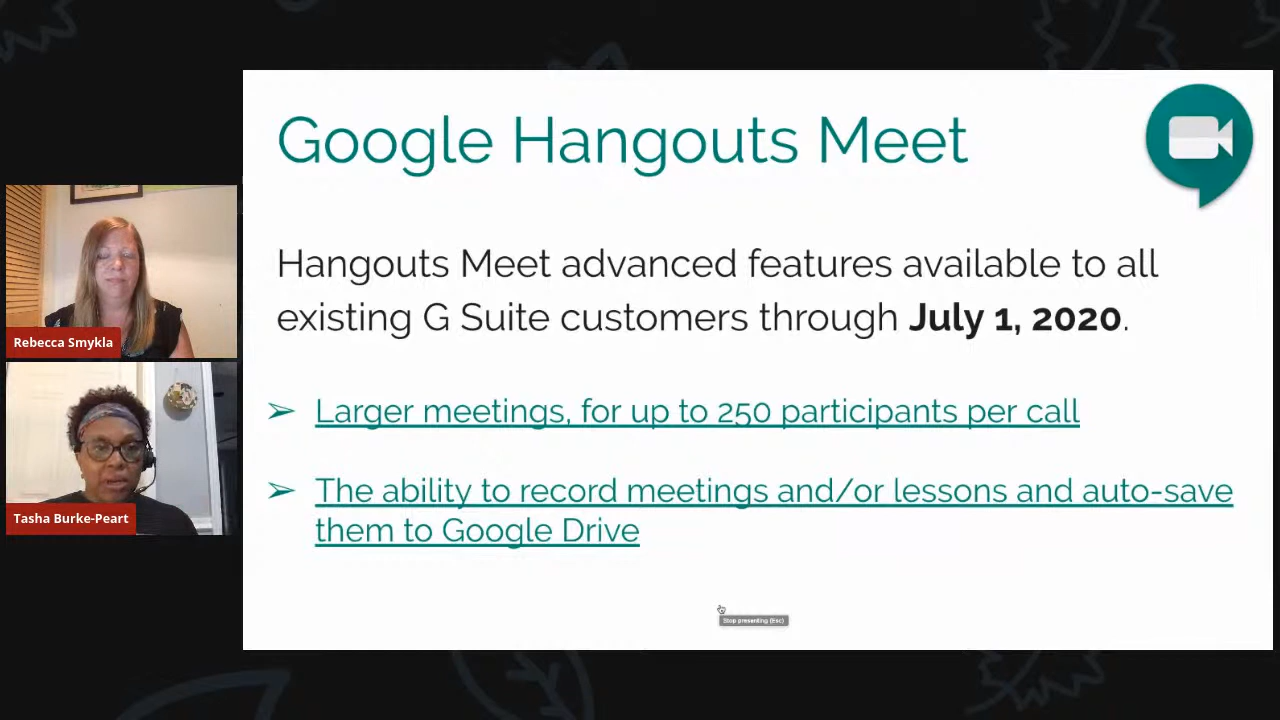 Google Hangouts Meet
Hangouts Meet advanced features available to all
existing G Suite customers through July 1, 2020.
➢ Larger meetings, for up to 250 participants per call
➢ The ability to record meetings and/or lessons and auto-save
them to Google Drive
Stop presenting (Esc)
Rebecca Smykla
Tasha Burke-Peart